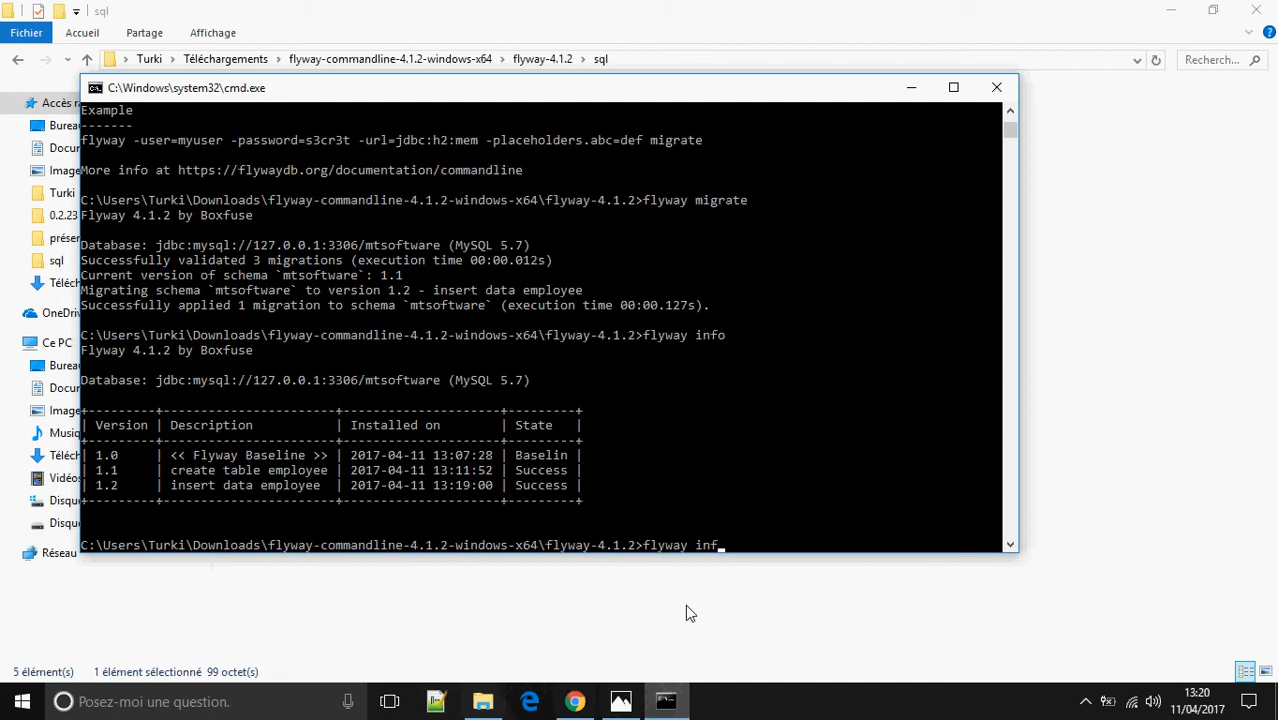 sql
Fichier
Accueil
Partage
Affichage
Turki
Téléchargements
flyway-commandline-4.1.2-windows-x64
flyway-4.1.2
sql
Recherch...
C:\Windows\system32\cmd.exe
Accès r
Burea
Docu
Image
Turki
0.2.23
prése
sql
Téléch
OneDriv
Ce PC
Burea
Docu
Image
Musiq
Téléch
Vidéos
Disqu
Disqu
Réseau
Example
-------
flyway -user=myuser -password=s3cr3t -url=jdbc:h2:mem -placeholders.abc=def migrate
More info at https://flywaydb.org/documentation/commandline
C:\Users\Turki\Downloads\flyway-commandline-4.1.2-windows-x64\flyway-4.1.2>flyway migrate
Flyway 4.1.2 by Boxfuse
Database: jdbc:mysql://127.0.0.1:3306/mtsoftware (MySQL 5.7)
Successfully validated 3 migrations (execution time 00:00.012s)
Current version of schema `mtsoftware`: 1.1
Migrating schema `mtsoftware` to version 1.2 - insert data employee
Successfully applied 1 migration to schema `mtsoftware` (execution time 00:00.127s).
C:\Users\Turki\Downloads\flyway-commandline-4.1.2-windows-x64\flyway-4.1.2>flyway info
Flyway 4.1.2 by Boxfuse
Database: jdbc:mysql://127.0.0.1:3306/mtsoftware (MySQL 5.7)
+---------+-----------------------+---------------------+---------+
| Version | Description           | Installed on        | State   |
+---------+-----------------------+---------------------+---------+
| 1.0     | << Flyway Baseline >> | 2017-04-11 13:07:28 | Baselin |
| 1.1     | create table employee | 2017-04-11 13:11:52 | Success |
| 1.2     | insert data employee  | 2017-04-11 13:19:00 | Success |
+---------+-----------------------+---------------------+---------+
C:\Users\Turki\Downloads\flyway-commandline-4.1.2-windows-x64\flyway-4.1.2>flyway inf_
5 élément(s)
1 élément sélectionné 99 octet(s)
Posez-moi une question.
13:20
11/04/2017